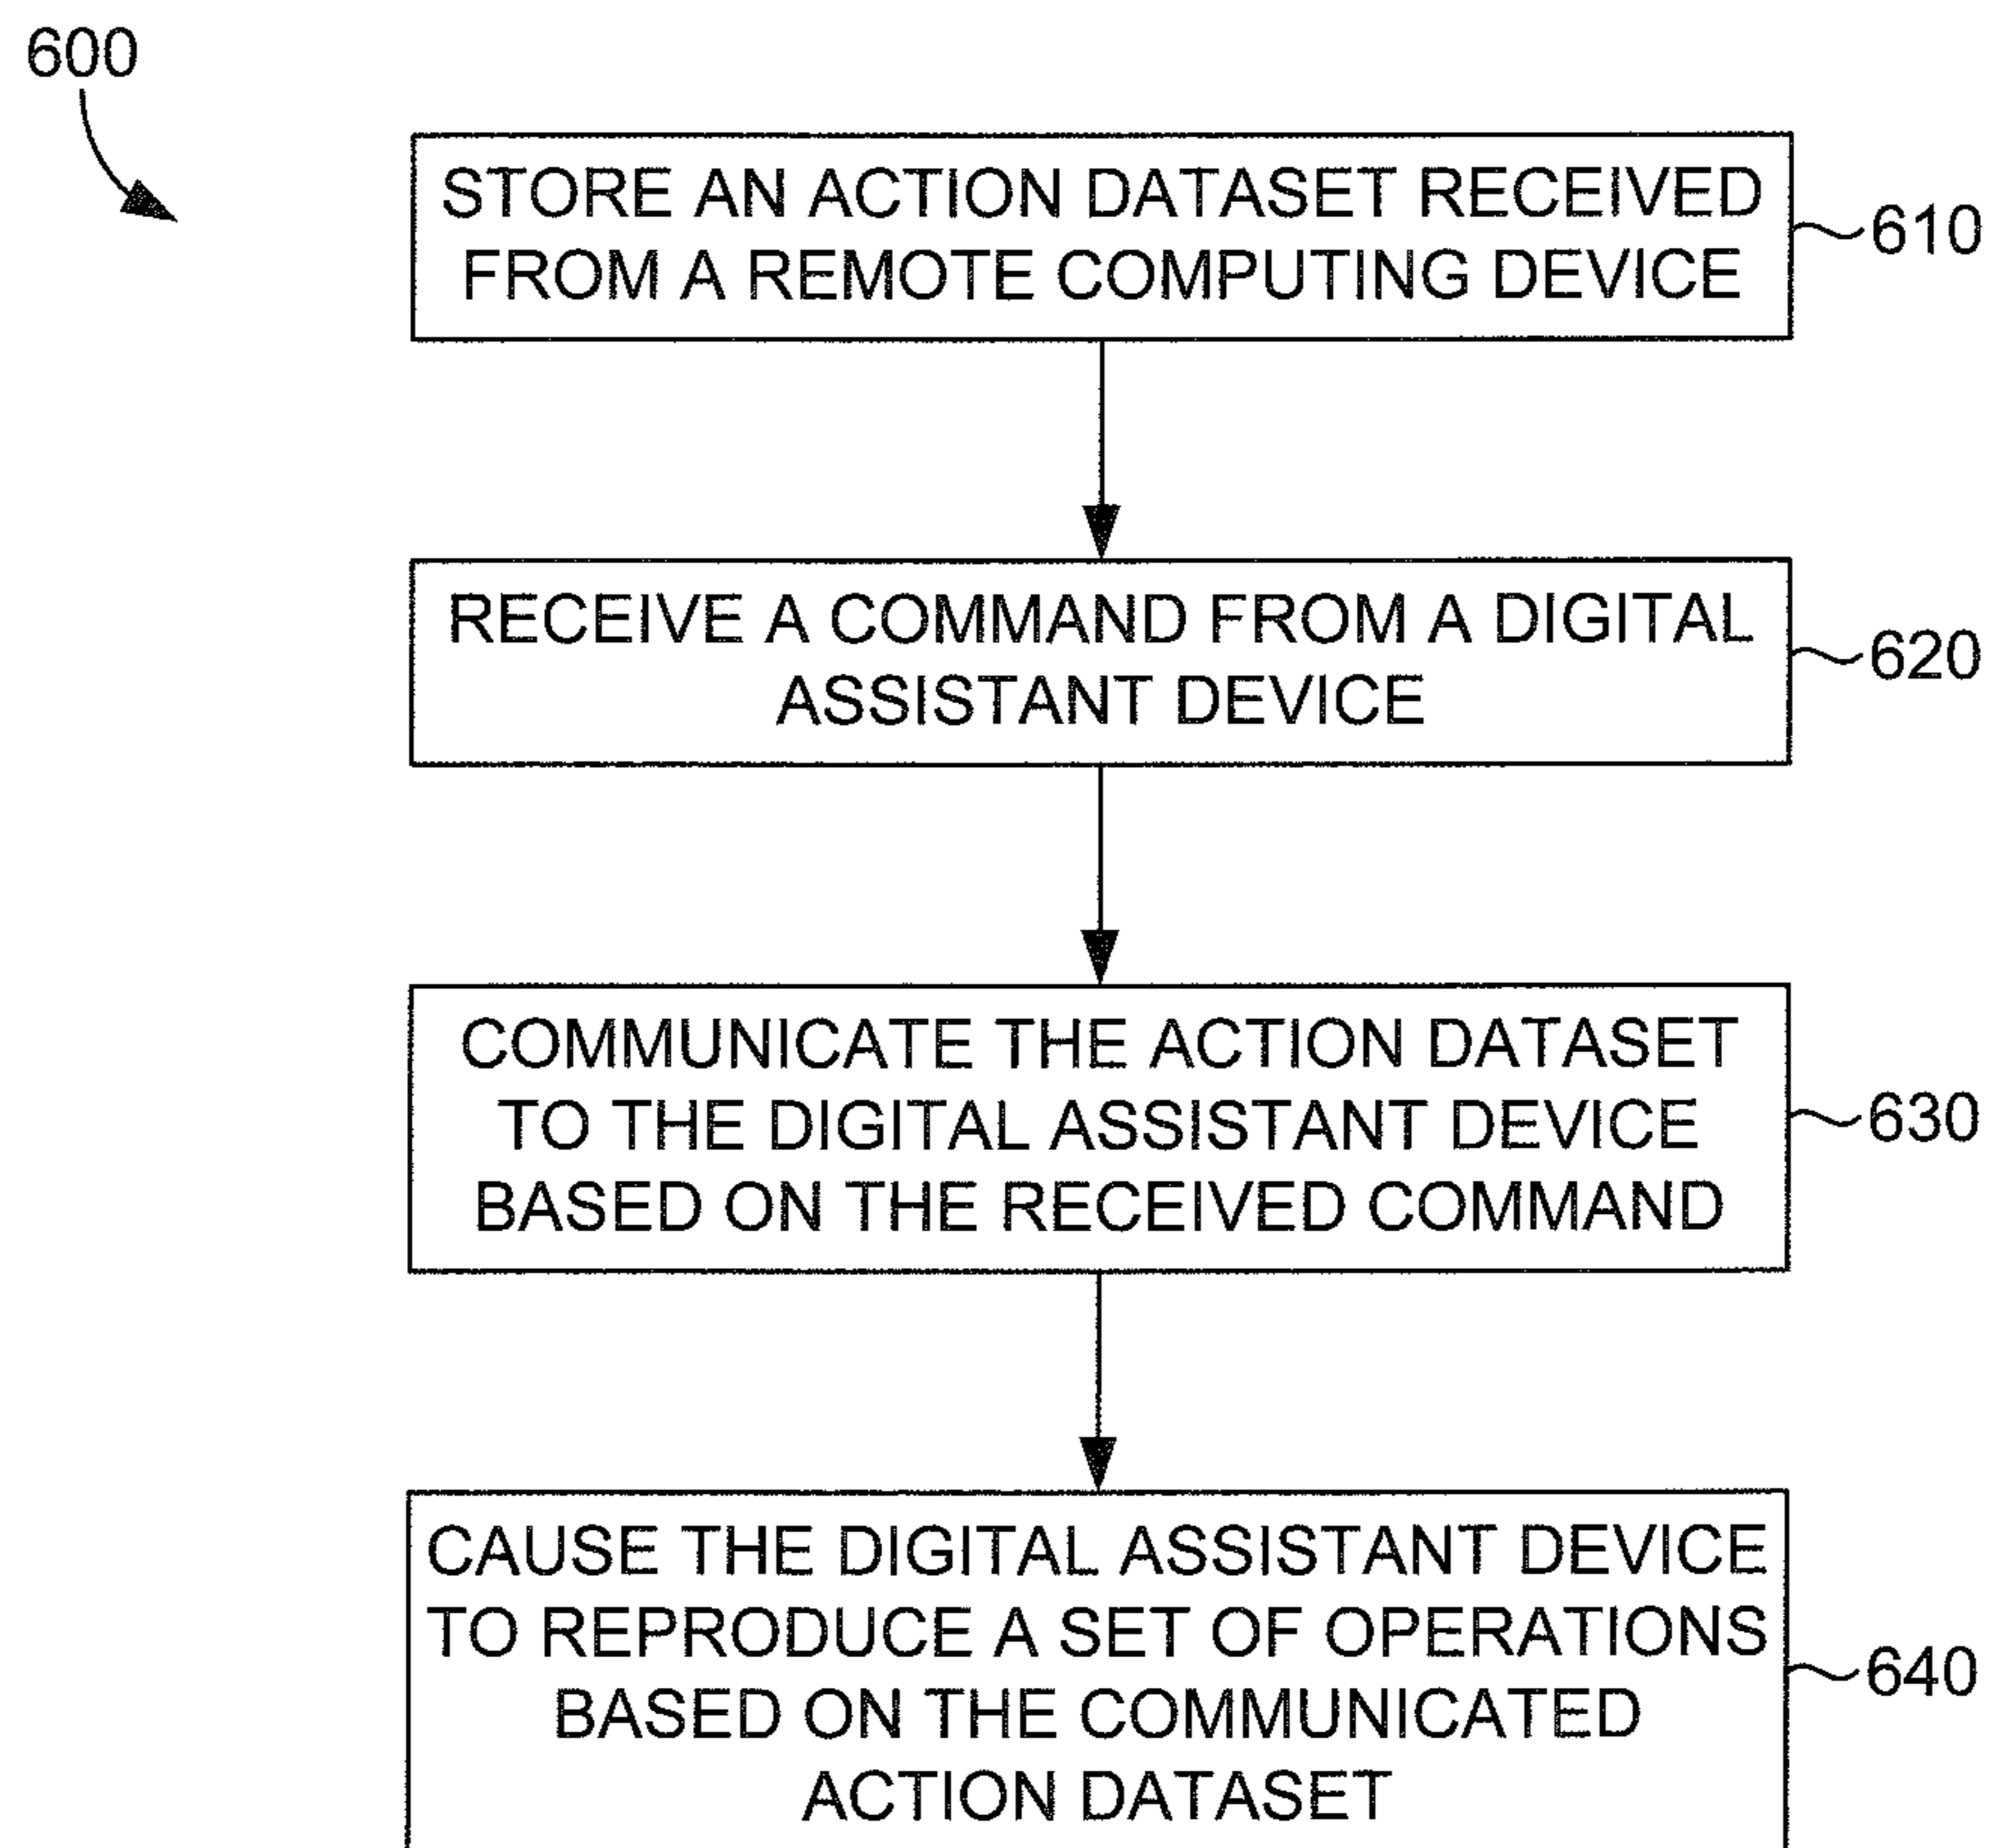 600
STORE AN ACTION DATASET RECEIVED
FROM A REMOTE COMPUTING DEVICE
610
RECEIVE A COMMAND FROM A DIGITAL
ASSISTANT DEVICE
620
COMMUNICATE THE ACTION DATASET
TO THE DIGITAL ASSISTANT DEVICE
BASED ON THE RECEIVED COMMAND
630
CAUSE THE DIGITAL ASSISTANT DEVICE
TO REPRODUCE A SET OF OPERATIONS
BASED ON THE COMMUNICATED
ACTION DATASET
640